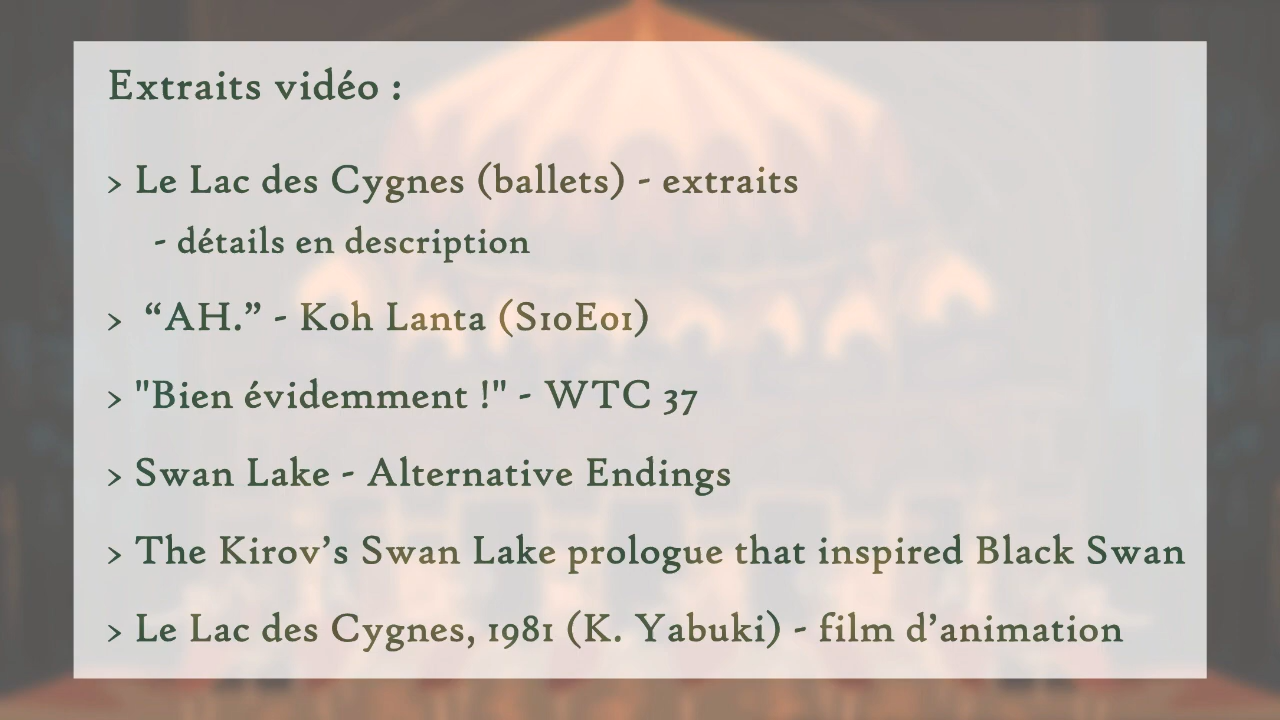 Extraits vidéo :
> Le Lac des Cygnes (ballets) - extraits
- détails en description
> “AH.” - Koh Lanta (S10E01)
> "Bien évidemment !" - WTC 37
> Swan Lake - Alternative Endings
> The Kirov’s Swan Lake prologue that inspired Black Swan
> Le Lac des Cygnes, 1981 (K. Yabuki) - film d’animation